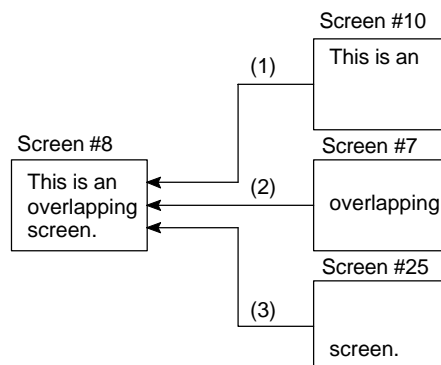 Screen #10
This is an
(1)
Screen #8
This is an
overlapping
screen.
(2)
Screen #7
overlapping
Screen #25
(3)
screen.